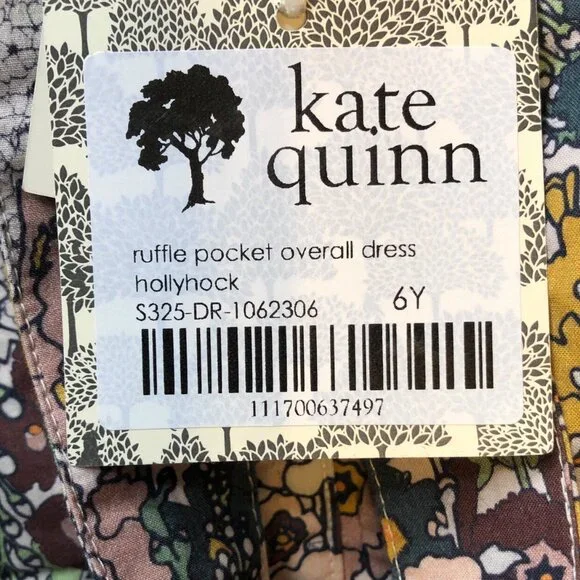 kate
quinn
ruffle pocket overall dress
hollyhock
S325-DR-1062306 6Y
111700637497